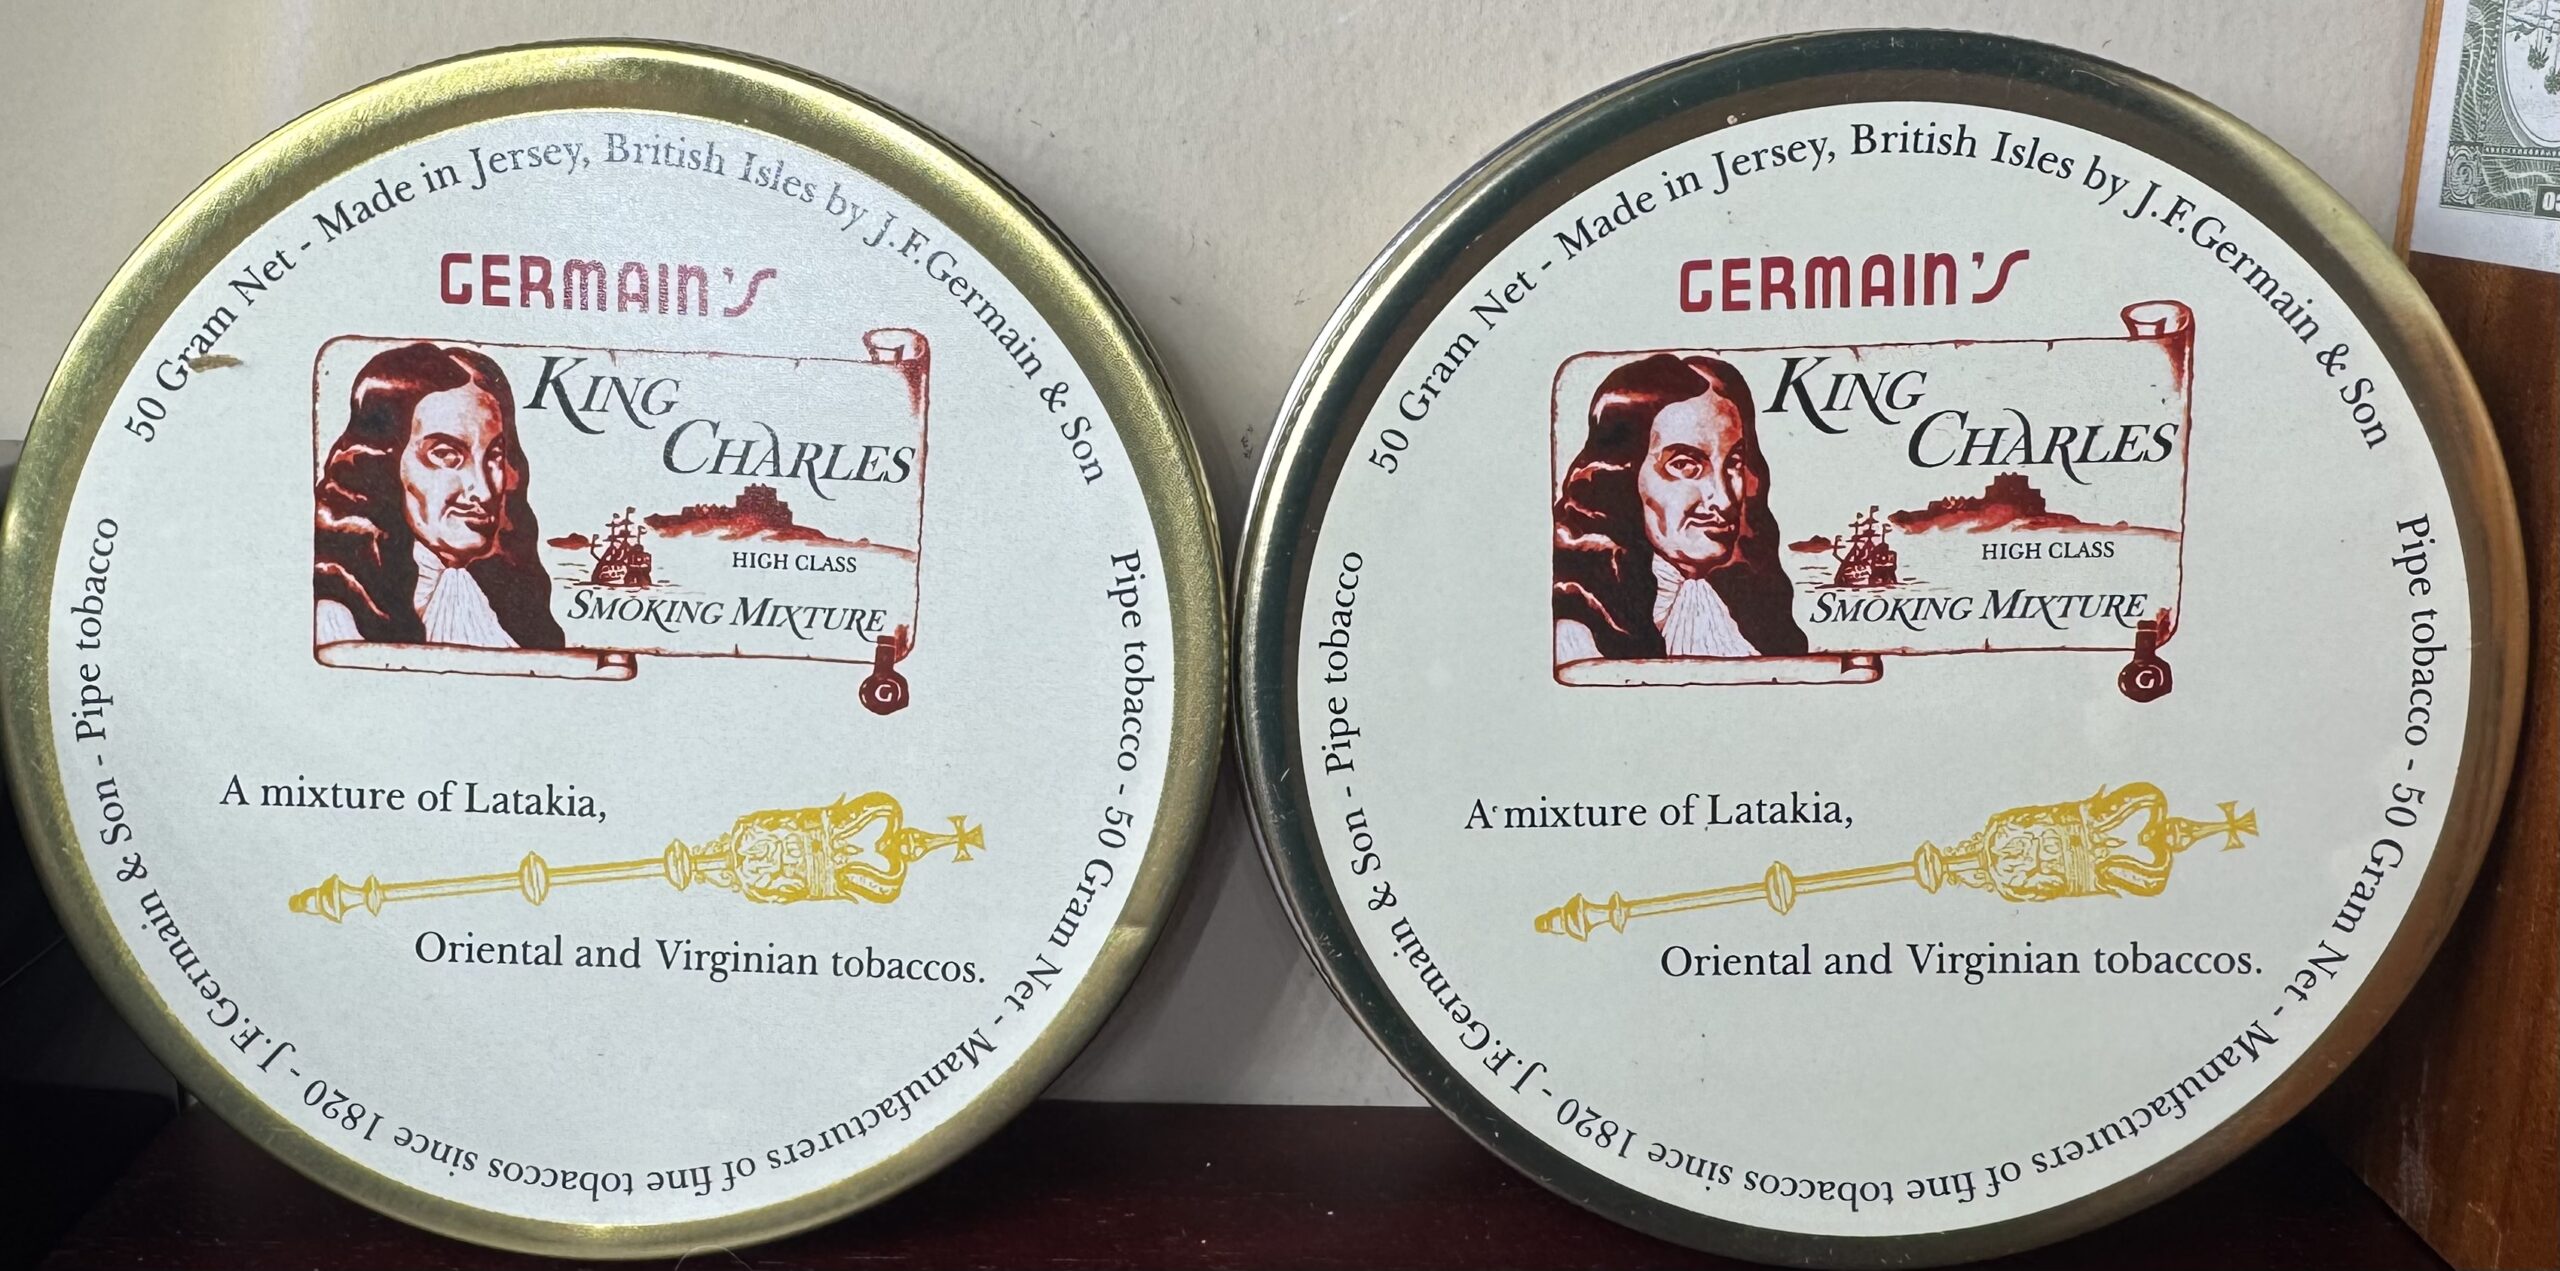 50 Gram Net - Made in Jersey, British Isles by J.F.Germain & Son
Pipe tobacco - 50 Gram Net - Manufacturers of fine tobaccos since 1820 - J.F.Germain & Son - Pipe tobacco
GERMAIN'S
KING
CHARLES
HIGH CLASS
SMOKING MIXTURE
G
A mixture of Latakia,
Oriental and Virginian tobaccos.
50 Gram Net - Made in Jersey, British Isles by J.F.Germain & Son
Pipe tobacco - 50 Gram Net - Manufacturers of fine tobaccos since 1820 - J.F.Germain & Son - Pipe tobacco
GERMAIN'S
KING
CHARLES
HIGH CLASS
SMOKING MIXTURE
G
A mixture of Latakia,
Oriental and Virginian tobaccos.